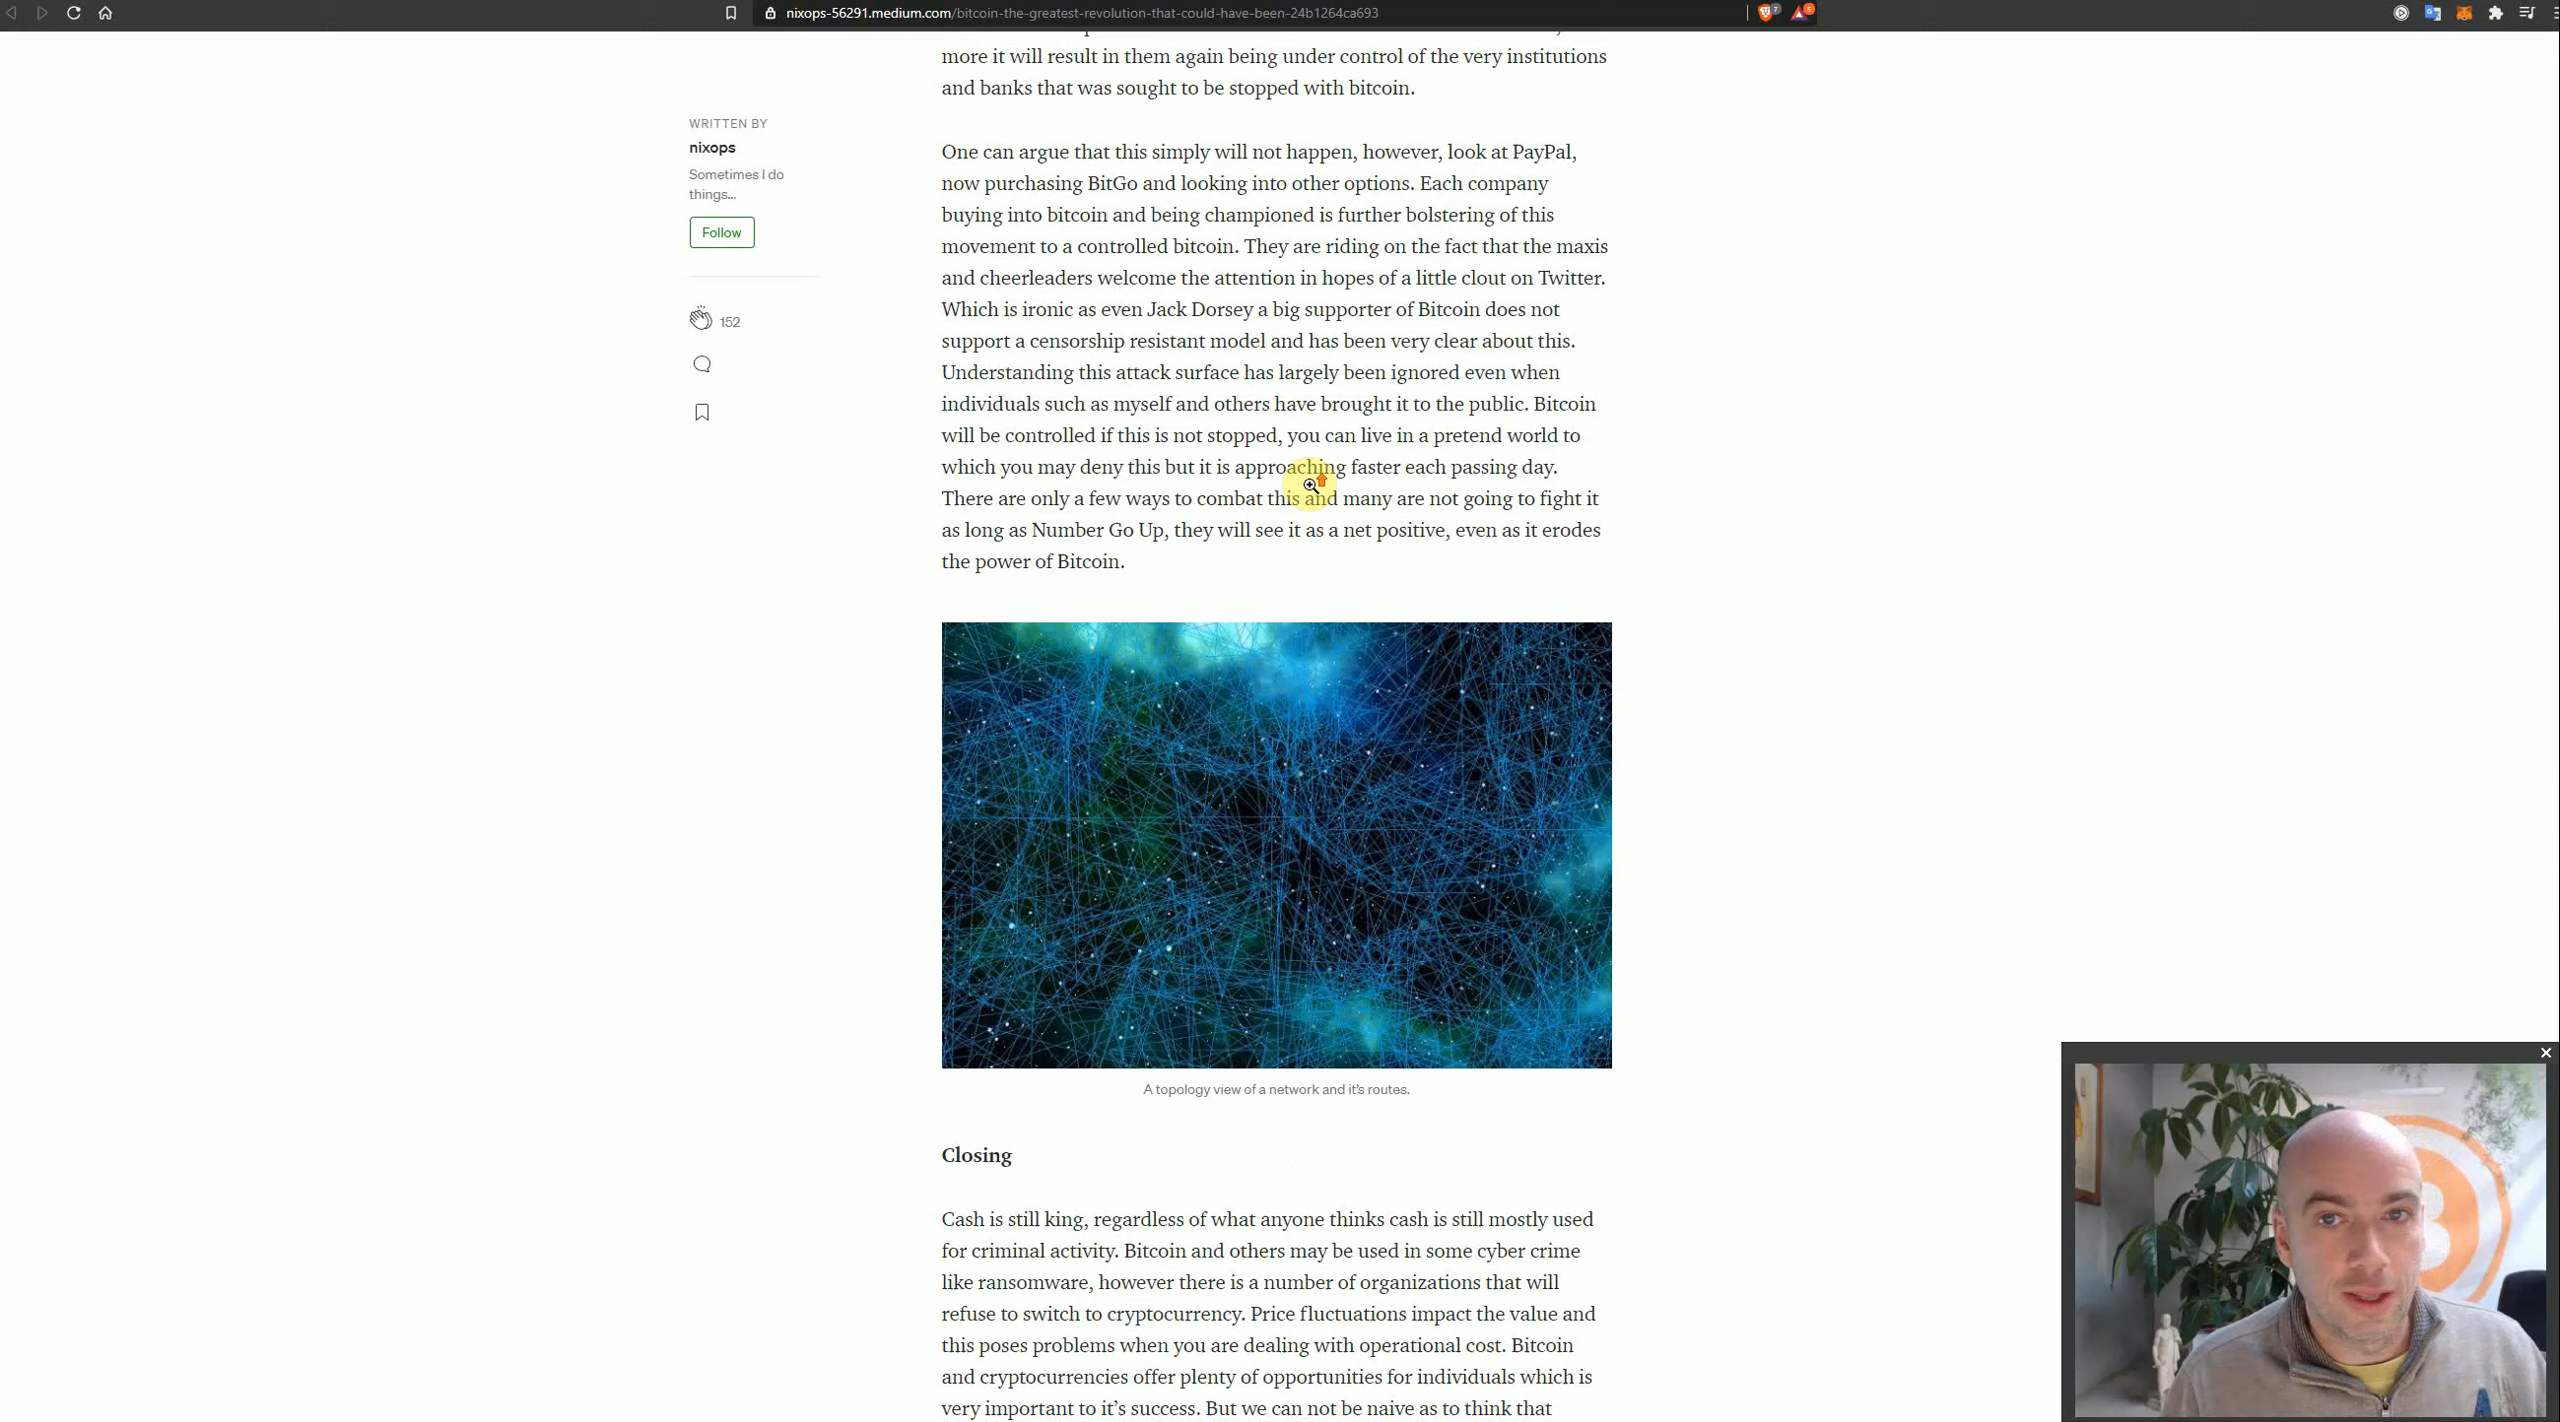 nixops-56291.medium.com/bitcoin-the-greatest-revolution-that-could-have-been-24b1264ca693
more it will result in them again being under control of the very institutions
and banks that was sought to be stopped with bitcoin.
WRITTEN BY
nixops
Sometimes I do
things...
Follow
152
One can argue that this simply will not happen, however, look at PayPal,
now purchasing BitGo and looking into other options. Each company
buying into bitcoin and being championed is further bolstering of this
movement to a controlled bitcoin. They are riding on the fact that the maxis
and cheerleaders welcome the attention in hopes of a little clout on Twitter.
Which is ironic as even Jack Dorsey a big supporter of Bitcoin does not
support a censorship resistant model and has been very clear about this.
Understanding this attack surface has largely been ignored even when
individuals such as myself and others have brought it to the public. Bitcoin
will be controlled if this is not stopped, you can live in a pretend world to
which you may deny this but it is approaching faster each passing day.
There are only a few ways to combat this and many are not going to fight it
as long as Number Go Up, they will see it as a net positive, even as it erodes
the power of Bitcoin.
A topology view of a network and it's routes.
Closing
Cash is still king, regardless of what anyone thinks cash is still mostly used
for criminal activity. Bitcoin and others may be used in some cyber crime
like ransomware, however there is a number of organizations that will
refuse to switch to cryptocurrency. Price fluctuations impact the value and
this poses problems when you are dealing with operational cost. Bitcoin
and cryptocurrencies offer plenty of opportunities for individuals which is
very important to it's success. But we can not be naive as to think that